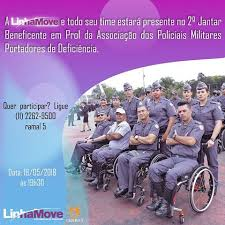 A LinhaMove e todo seu time estará presente no 2º Jantar
Beneficente em Prol da Associação dos Policiais Militares
Portadores de Deficiência.
Quer participar? Ligue
(11) 2262-9500
ramal 5
Data: 18/05/2018
às 19h30
LinhaMove